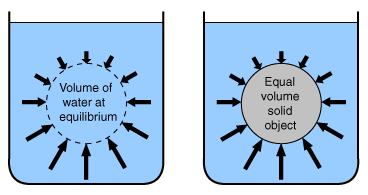 Volume of
water at
equilibrium
Equal
volume
solid
object